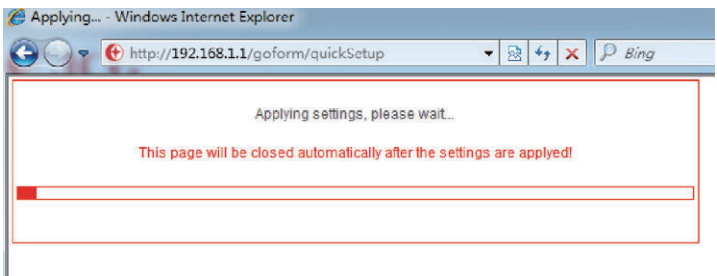 Applying... - Windows Internet Explorer
http://192.168.1.1/goform/quickSetup
Bing
Applying settings, please wait...
This page will be closed automatically after the settings are applyed!